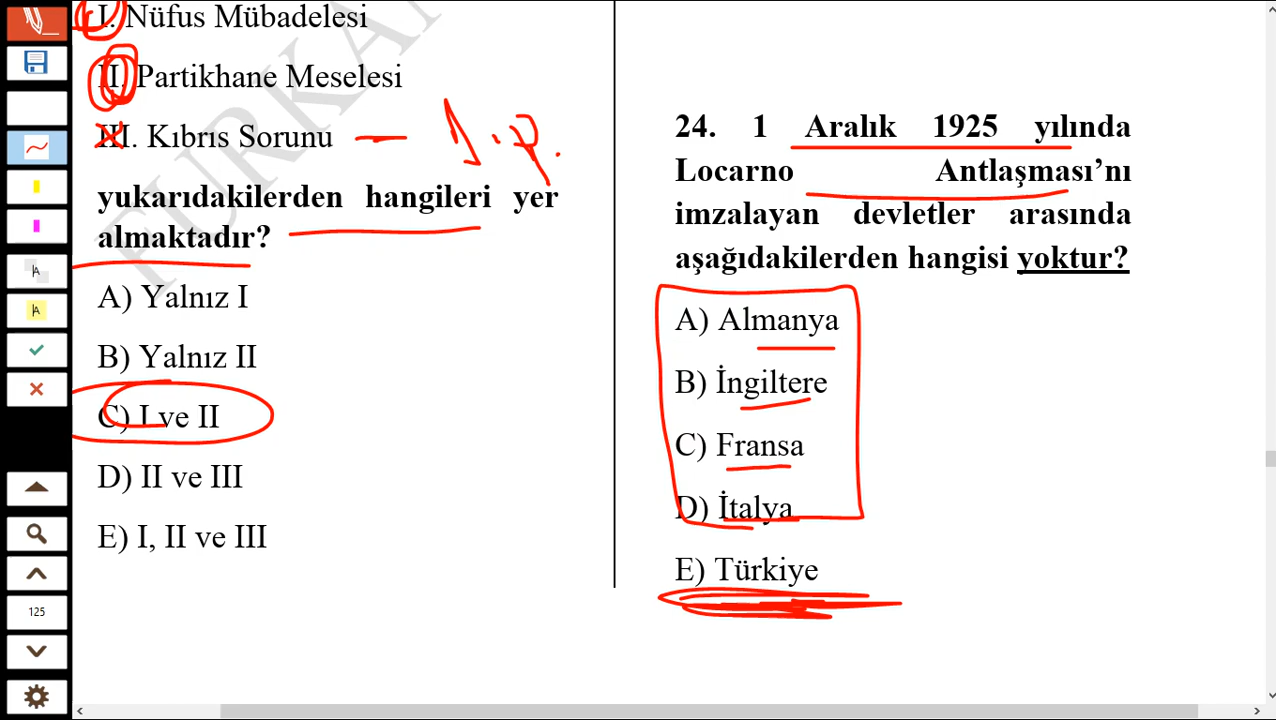 I. Nüfus Mübadelesi
II. Partikhane Meselesi
III. Kıbrıs Sorunu
yukarıdakilerden hangileri yer
almaktadır?
A) Yalnız I
B) Yalnız II
C) I ve II
D) II ve III
E) I, II ve III
24. 1 Aralık 1925 yılında
Locarno Antlaşması’nı
imzalayan devletler arasında
aşağıdakilerden hangisi yoktur?
A) Almanya
B) İngiltere
C) Fransa
D) İtalya
E) Türkiye
FURKAN
125